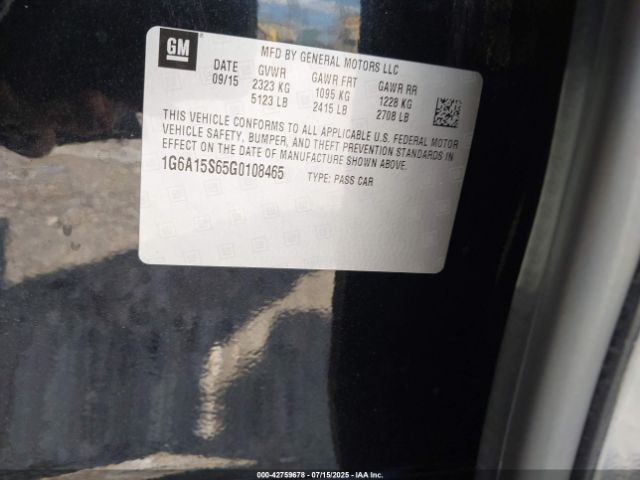 GM
MFD BY GENERAL MOTORS LLC
DATE GVWR GAWR FRT GAWR RR
09/15 2323 KG 1095 KG 1228 KG
5123 LB 2415 LB 2708 LB
THIS VEHICLE CONFORMS TO ALL APPLICABLE U.S. FEDERAL MOTOR
VEHICLE SAFETY, BUMPER, AND THEFT PREVENTION STANDARDS IN
EFFECT ON THE DATE OF MANUFACTURE SHOWN ABOVE.
1G6A15S65G0108465 TYPE: PASS CAR
000-42759678 - 07/15/2025 - IAA Inc.